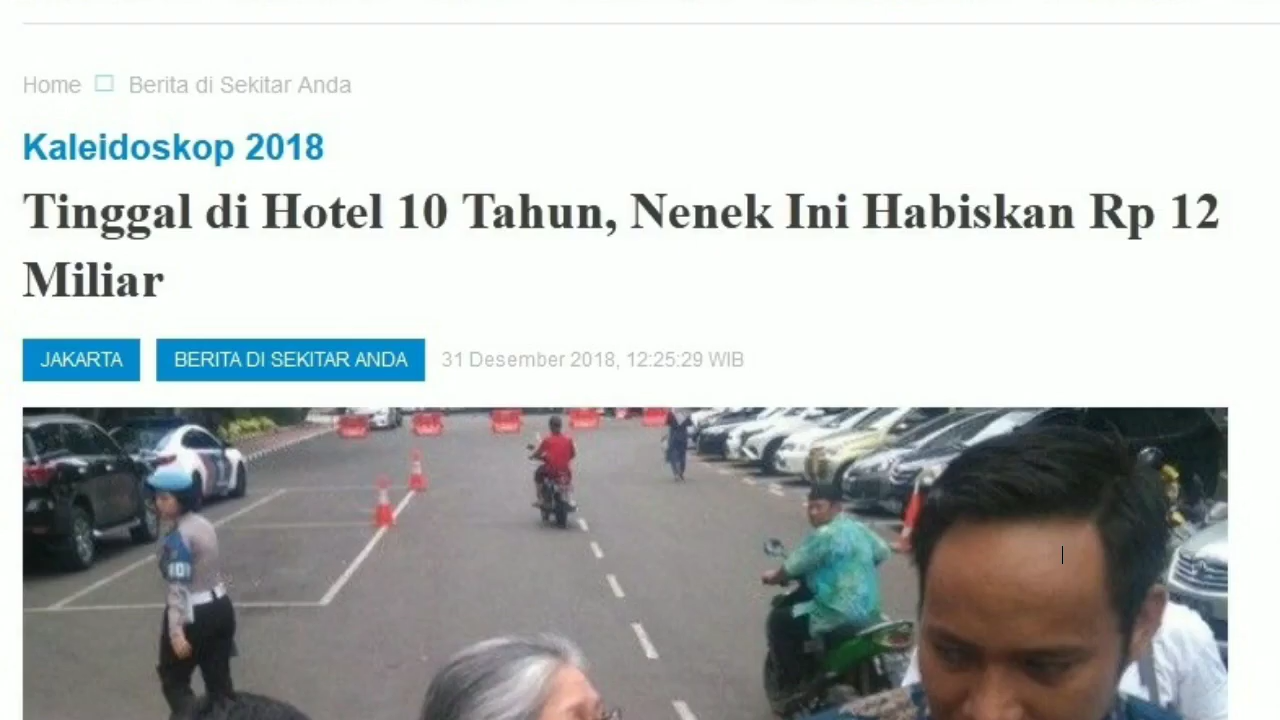 Home Berita di Sekitar Anda
Kaleidoskop 2018
Tinggal di Hotel 10 Tahun, Nenek Ini Habiskan Rp 12
Miliar
JAKARTA BERITA DI SEKITAR ANDA 31 Desember 2018, 12:25:29 WIB